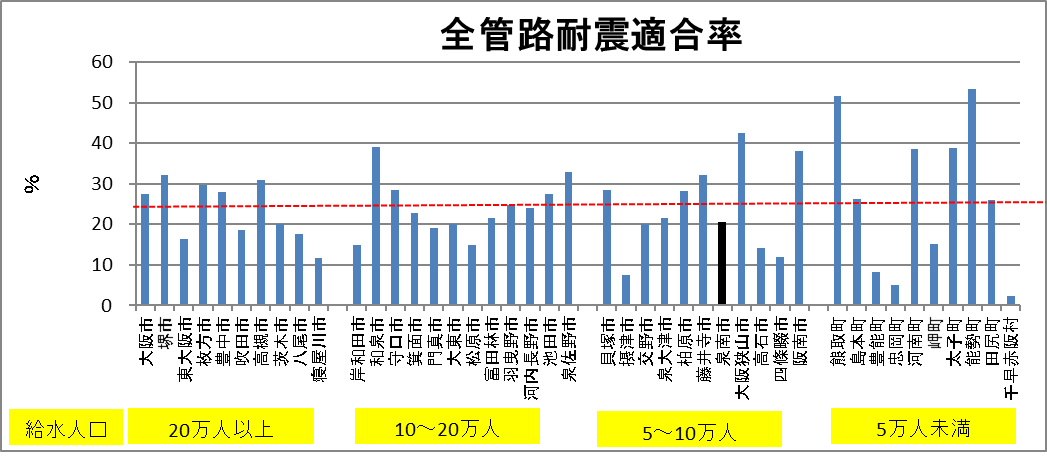 全管路耐震適合率
60
50
40
30
20
10
0
%
大阪市
堺市
東大阪市
枚方市
豊中市
吹田市
高槻市
茨木市
八尾市
寝屋川市
岸和田市
和泉市
守口市
箕面市
門真市
大東市
松原市
富田林市
羽曳野市
河内長野市
池田市
泉佐野市
貝塚市
摂津市
交野市
泉大津市
柏原市
藤井寺市
泉南市
大阪狭山市
高石市
四條畷市
阪南市
熊取町
島本町
豊能町
忠岡町
河南町
岬町
太子町
能勢町
田尻町
千早赤阪村
給水人口
20万人以上
10～20万人
5～10万人
5万人未満